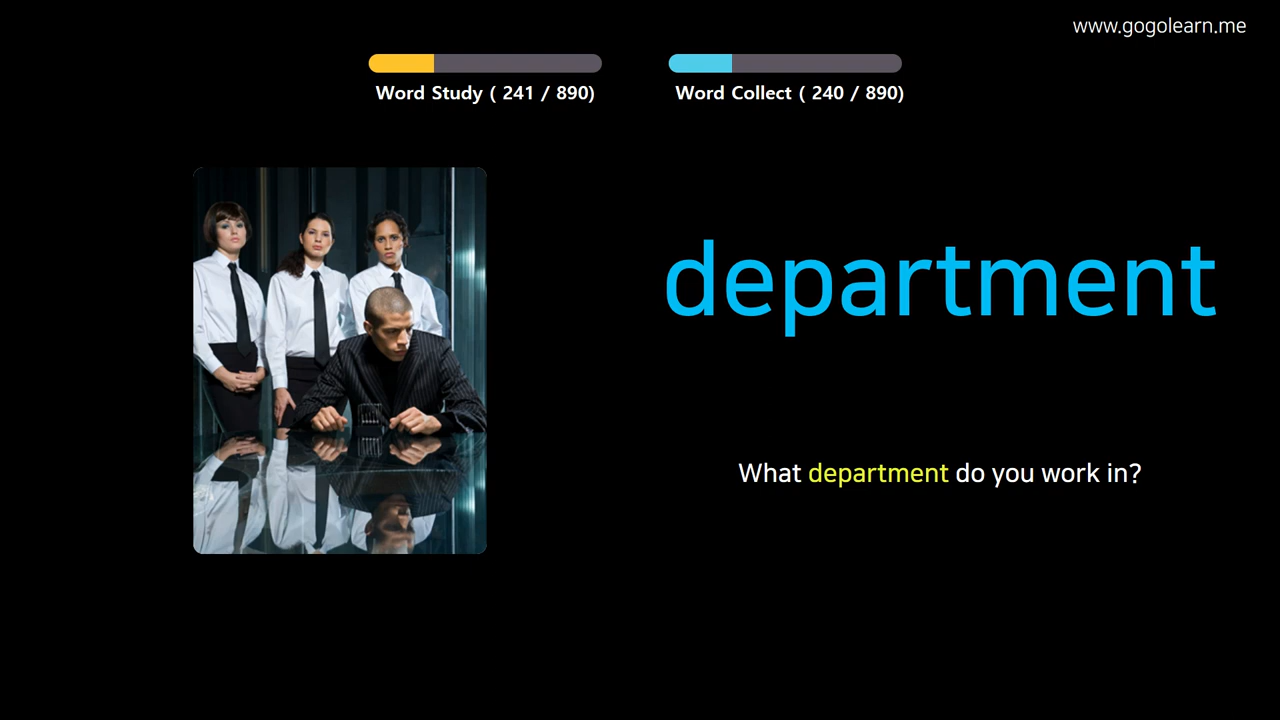 www.gogolearn.me
Word Study ( 241 / 890)
Word Collect ( 240 / 890)
department
What department do you work in?